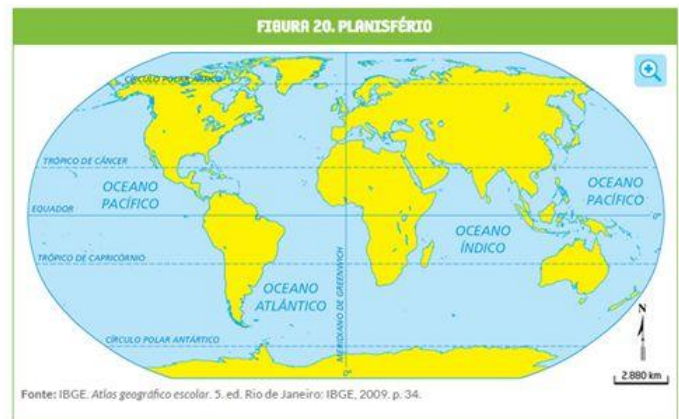 FIGURA 20. PLANISFÉRIO
CÍRCULO POLAR ÁRTICO
TRÓPICO DE CÂNCER
OCEANO
PACÍFICO
OCEANO
PACÍFICO
EQUADOR
0°
OCEANO
ÍNDICO
TRÓPICO DE CAPRICÓRNIO
OCEANO
ATLÂNTICO
MERIDIANO DE GREENWICH
N
CÍRCULO POLAR ANTÁRTICO
0°
2.880 km
Fonte: IBGE. Atlas geográfico escolar. 5. ed. Rio de Janeiro: IBGE, 2009. p. 34.